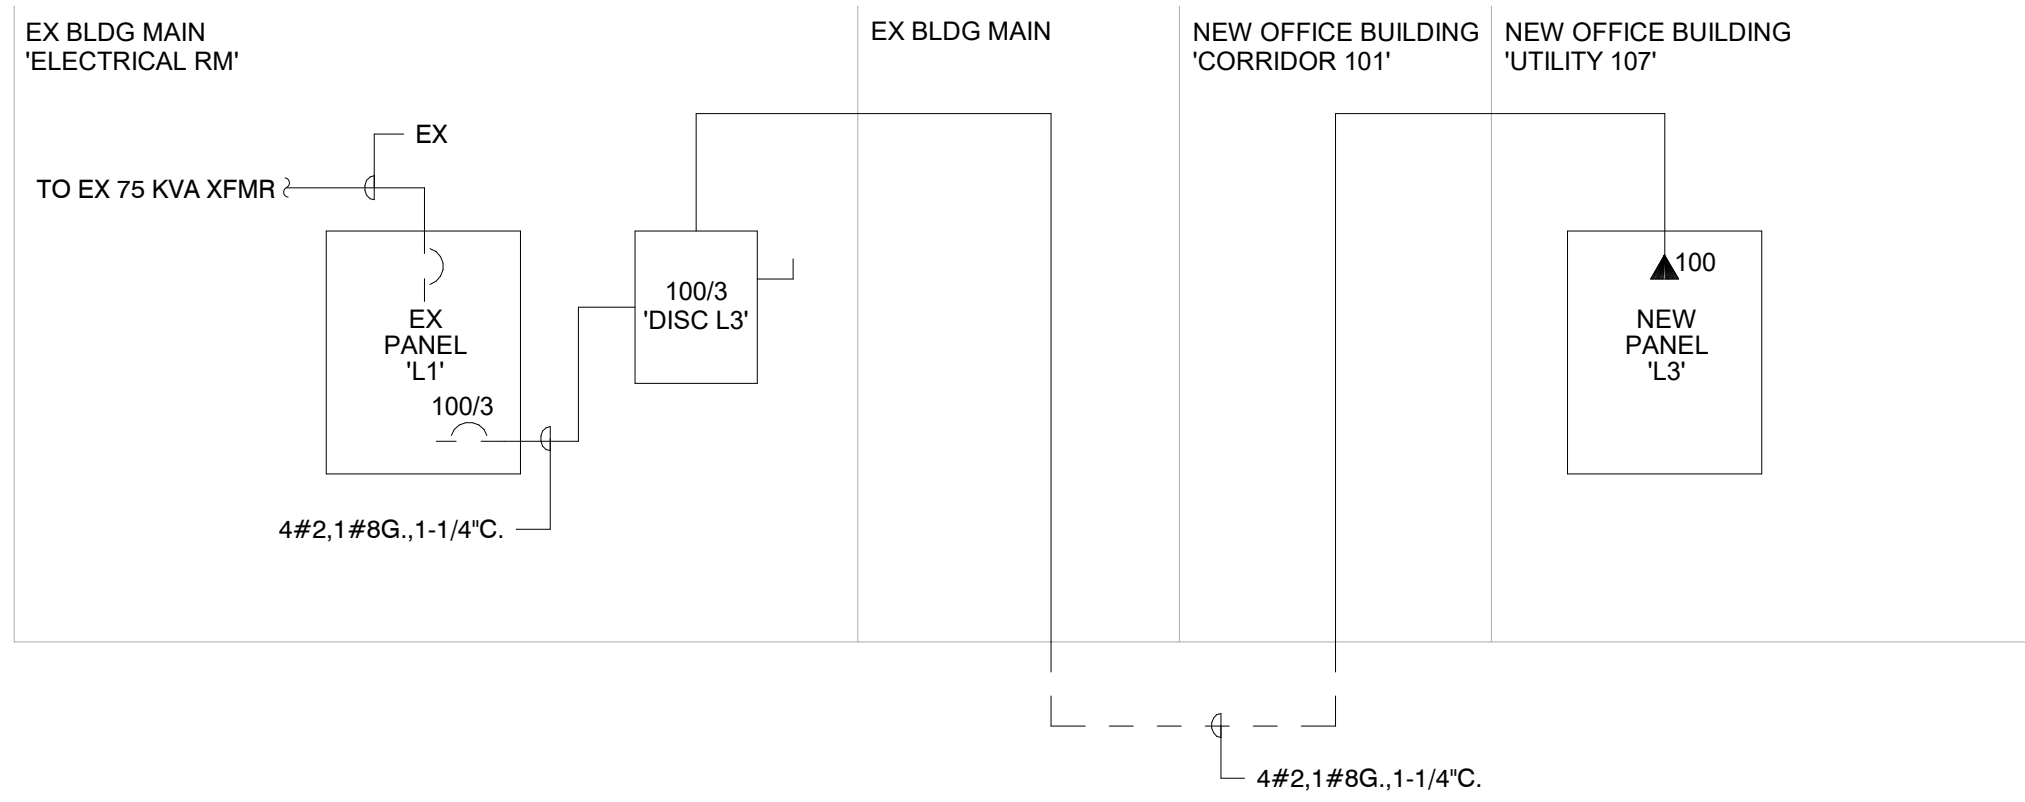 EX BLDG MAIN
'ELECTRICAL RM'
EX BLDG MAIN
NEW OFFICE BUILDING
'CORRIDOR 101'
NEW OFFICE BUILDING
'UTILITY 107'
EX
TO EX 75 KVA XFMR
EX
PANEL
'L1'
100/3
4#2,1#8G.,1-1/4"C.
100/3
'DISC L3'
100
NEW
PANEL
'L3'
4#2,1#8G.,1-1/4"C.